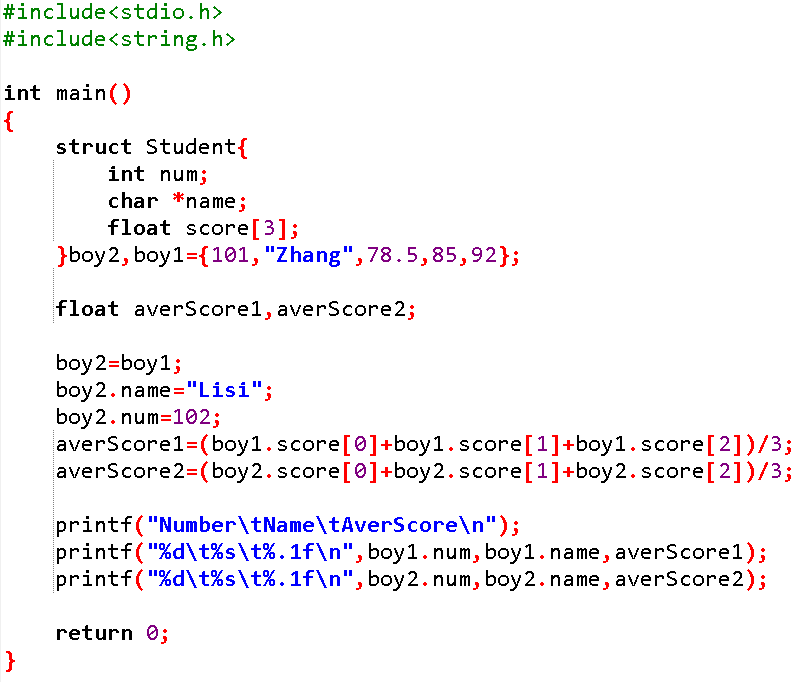 #include<stdio.h>
#include<string.h>

int main()
{
    struct Student{
        int num;
        char *name;
        float score[3];
    }boy2,boy1={101,"Zhang",78.5,85,92};

    float averScore1,averScore2;

    boy2=boy1;
    boy2.name="Lisi";
    boy2.num=102;
    averScore1=(boy1.score[0]+boy1.score[1]+boy1.score[2])/3;
    averScore2=(boy2.score[0]+boy2.score[1]+boy2.score[2])/3;

    printf("Number\tName\tAverScore\n");
    printf("%d\t%s\t%.1f\n",boy1.num,boy1.name,averScore1);
    printf("%d\t%s\t%.1f\n",boy2.num,boy2.name,averScore2);

    return 0;
}